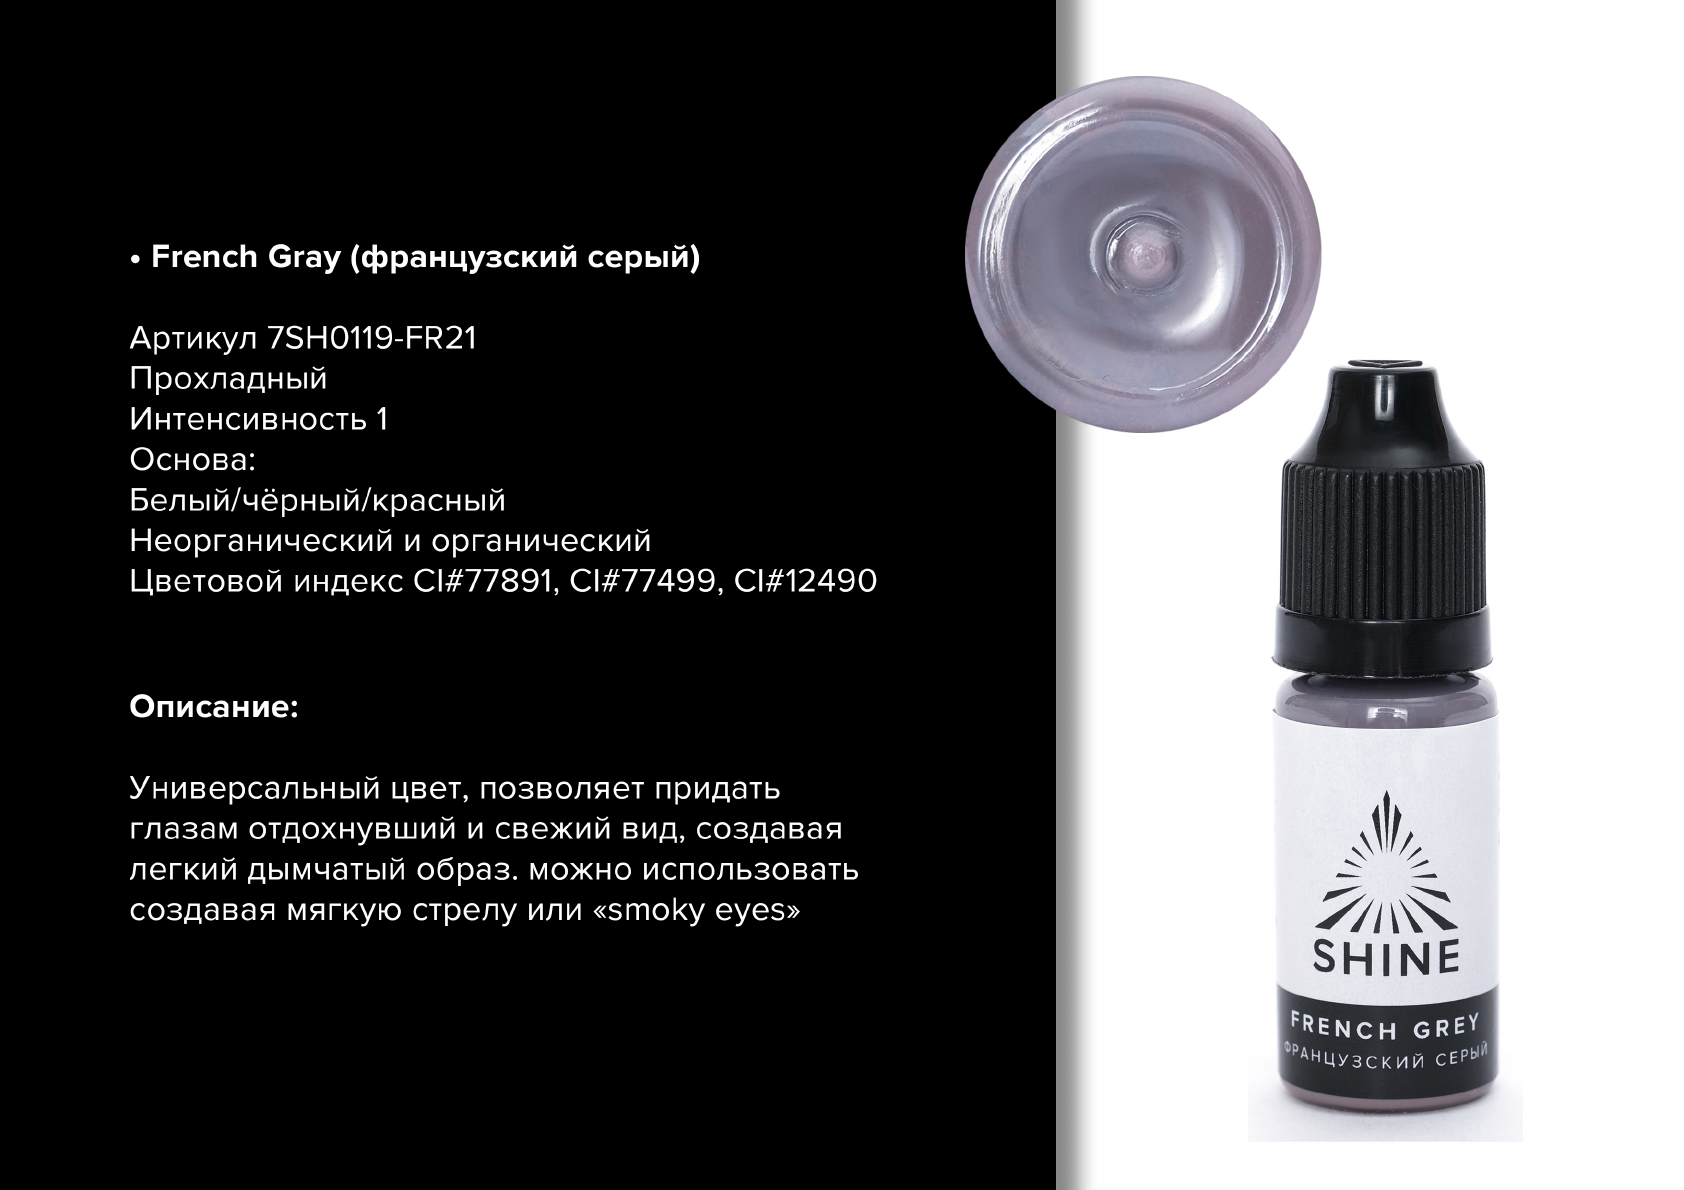 • French Gray (французский серый)
Артикул 7SH0119-FR21
Прохладный
Интенсивность 1
Основа:
Белый/чёрный/красный
Неорганический и органический
Цветовой индекс CI#77891, CI#77499, CI#12490
Описание:
Универсальный цвет, позволяет придать
глазам отдохнувший и свежий вид, создавая
легкий дымчатый образ. можно использовать
создавая мягкую стрелу или «smoky eyes»
SHINE
FRENCH GREY
ФРАНЦУЗСКИЙ СЕРЫЙ